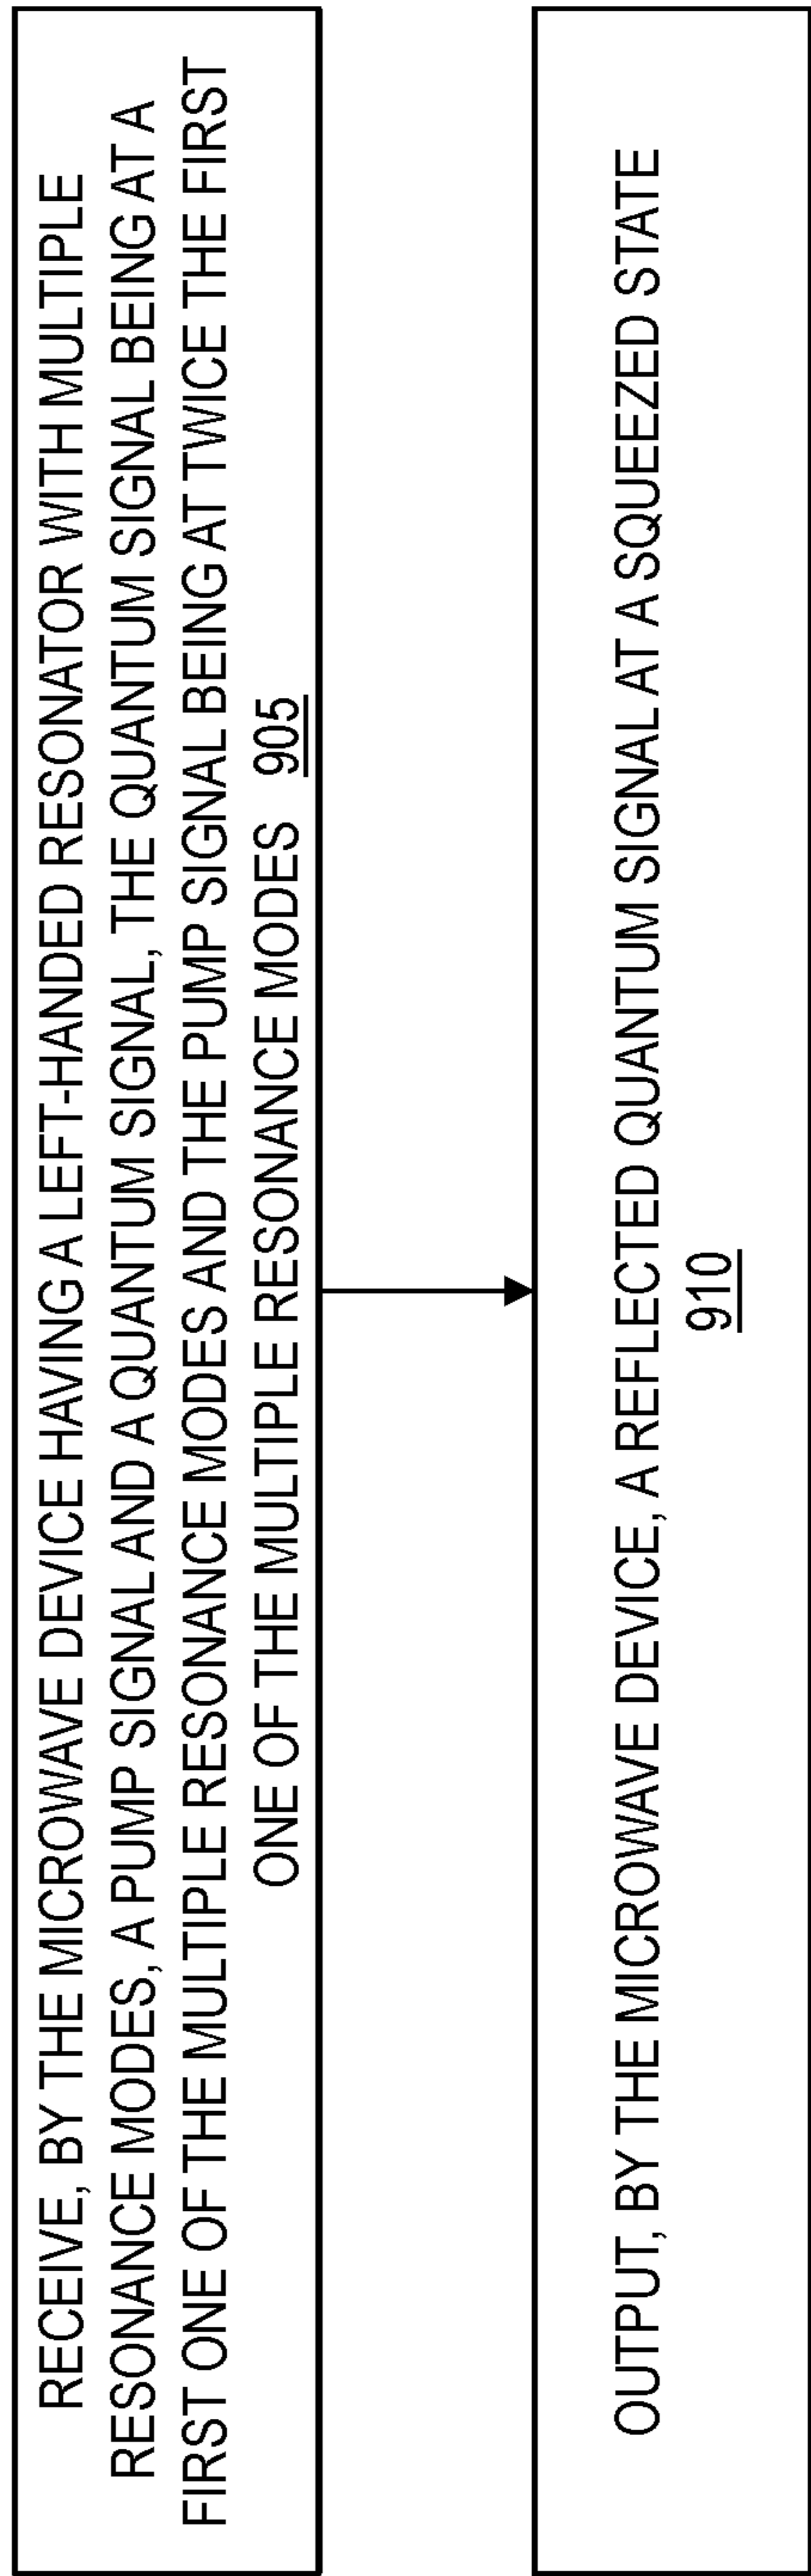 RECEIVE, BY THE MICROWAVE DEVICE HAVING A LEFT-HANDED RESONATOR WITH MULTIPLE
RESONANCE MODES, A PUMP SIGNAL AND A QUANTUM SIGNAL, THE QUANTUM SIGNAL BEING AT A
FIRST ONE OF THE MULTIPLE RESONANCE MODES AND THE PUMP SIGNAL BEING AT TWICE THE FIRST
ONE OF THE MULTIPLE RESONANCE MODES 905
OUTPUT, BY THE MICROWAVE DEVICE, A REFLECTED QUANTUM SIGNAL AT A SQUEEZED STATE
910